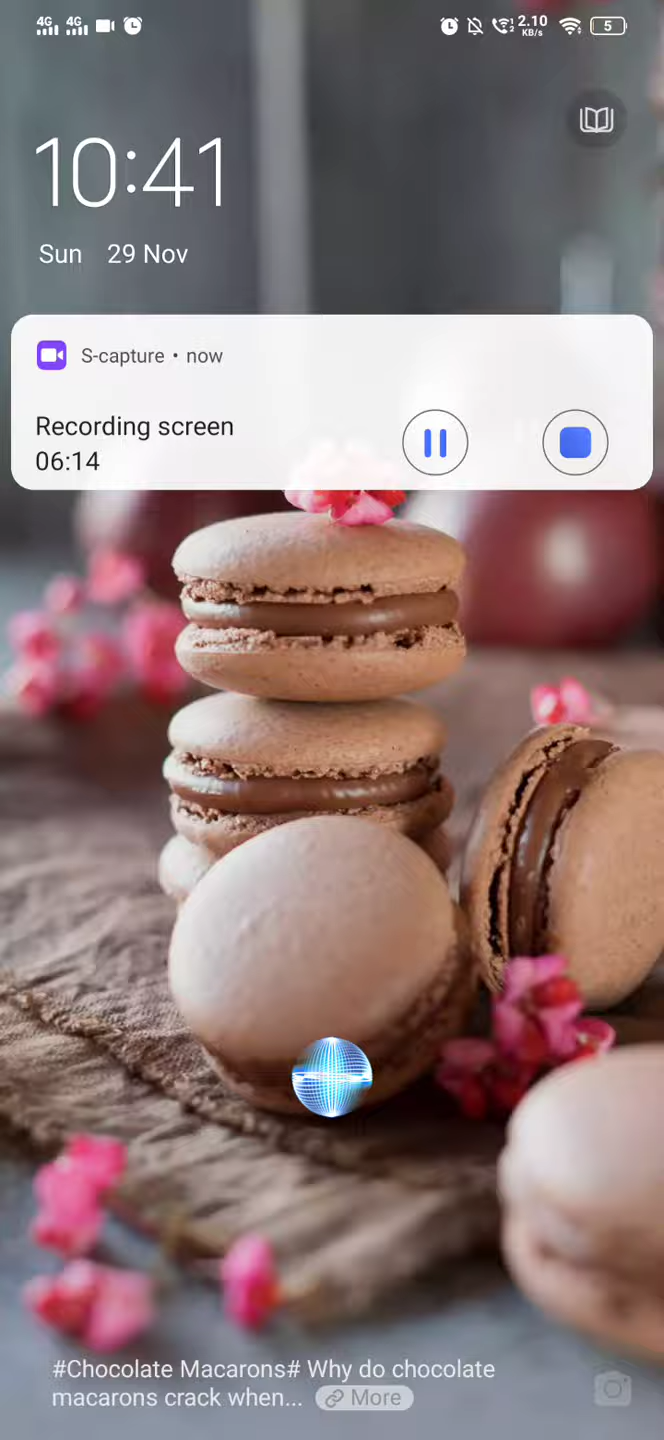 4G 4G 2.10 KB/s 5
10:41
Sun 29 Nov
S-capture • now
Recording screen
06:14
#Chocolate Macarons# Why do chocolate
macarons crack when... More